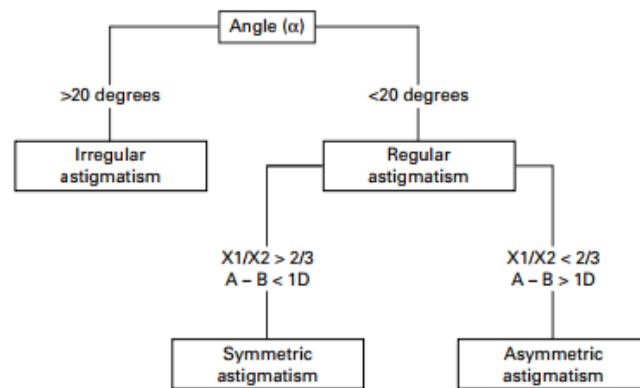 Angle (α)
>20 degrees
<20 degrees
Irregular
astigmatism
Regular
astigmatism
X1/X2 > 2/3
A – B < 1D
X1/X2 < 2/3
A – B > 1D
Symmetric
astigmatism
Asymmetric
astigmatism